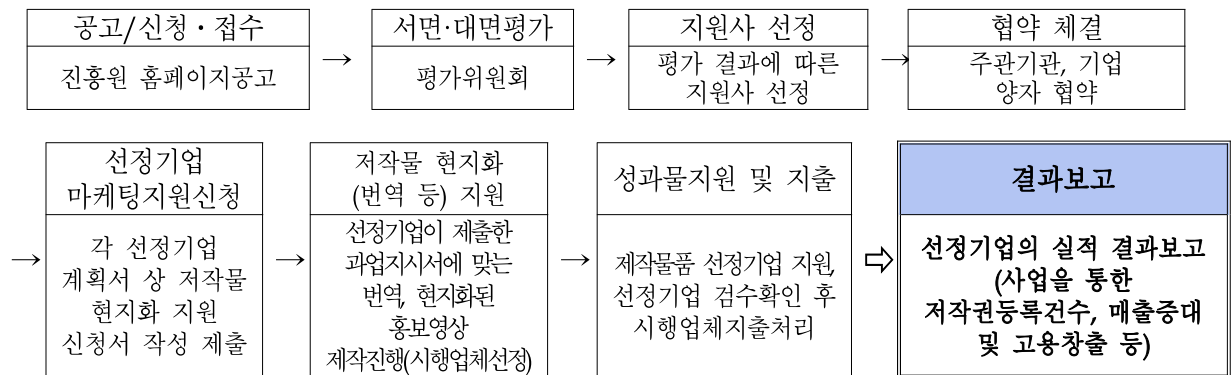 공고/신청·접수
진흥원 홈페이지공고
→
서면·대면평가
평가위원회
→
지원사 선정
평가 결과에 따른
지원사 선정
→
협약 체결
주관기관, 기업
양자 협약
→
선정기업
마케팅지원신청
각 선정기업
계획서 상 저작물
현지화 지원
신청서 작성 제출
→
저작물 현지화
(번역 등) 지원
선정기업이 제출한
과업지시서에 맞는
번역, 현지화된
홍보영상
제작진행(시행업체선정)
→
성과물지원 및 지출
제작물품 선정기업 지원,
선정기업 검수확인 후
시행업체지출처리
⇨
결과보고
선정기업의 실적 결과보고
(사업을 통한
저작권등록건수, 매출증대
및 고용창출 등)